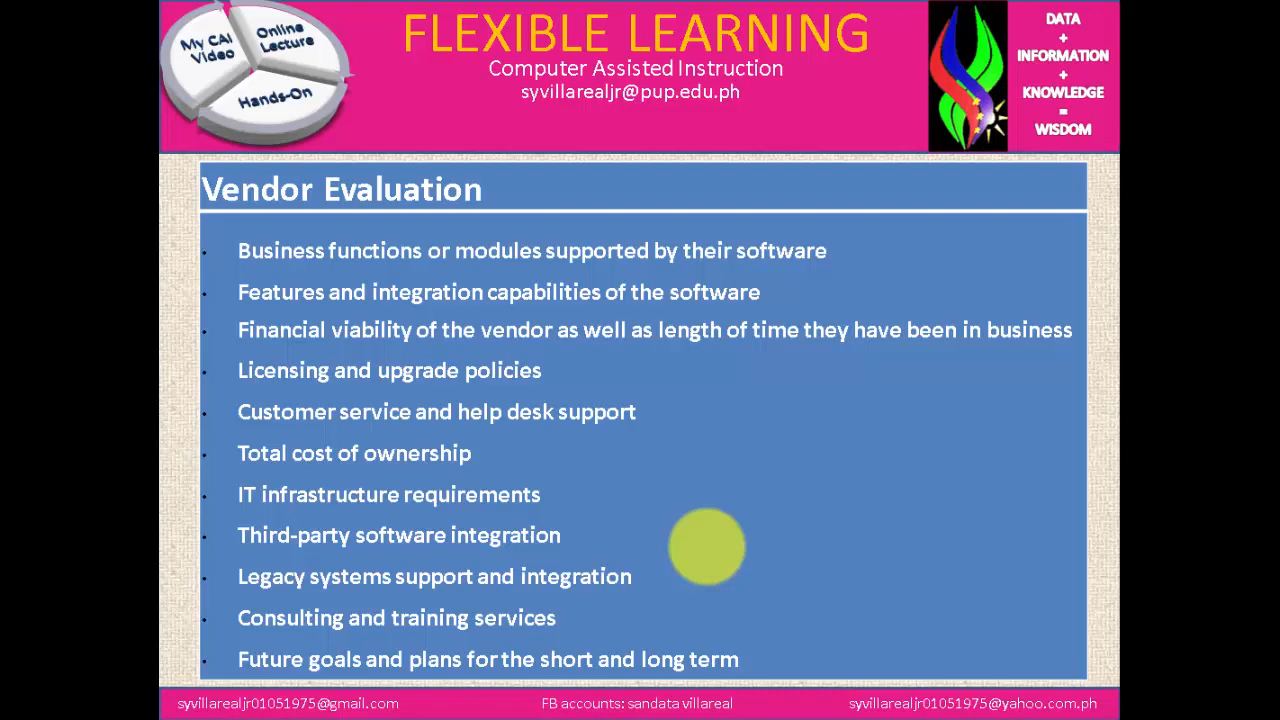 My CAI
Video
Online
Lecture
Hands-On
FLEXIBLE LEARNING
Computer Assisted Instruction
syvillarealjr@pup.edu.ph
DATA
+
INFORMATION
+
KNOWLEDGE
=
WISDOM
Vendor Evaluation
Business functions or modules supported by their software
Features and integration capabilities of the software
Financial viability of the vendor as well as length of time they have been in business
Licensing and upgrade policies
Customer service and help desk support
Total cost of ownership
IT infrastructure requirements
Third-party software integration
Legacy systems support and integration
Consulting and training services
Future goals and plans for the short and long term
syvillarealjr01051975@gmail.com
FB accounts: sandata villareal
syvillarealjr01051975@yahoo.com.ph